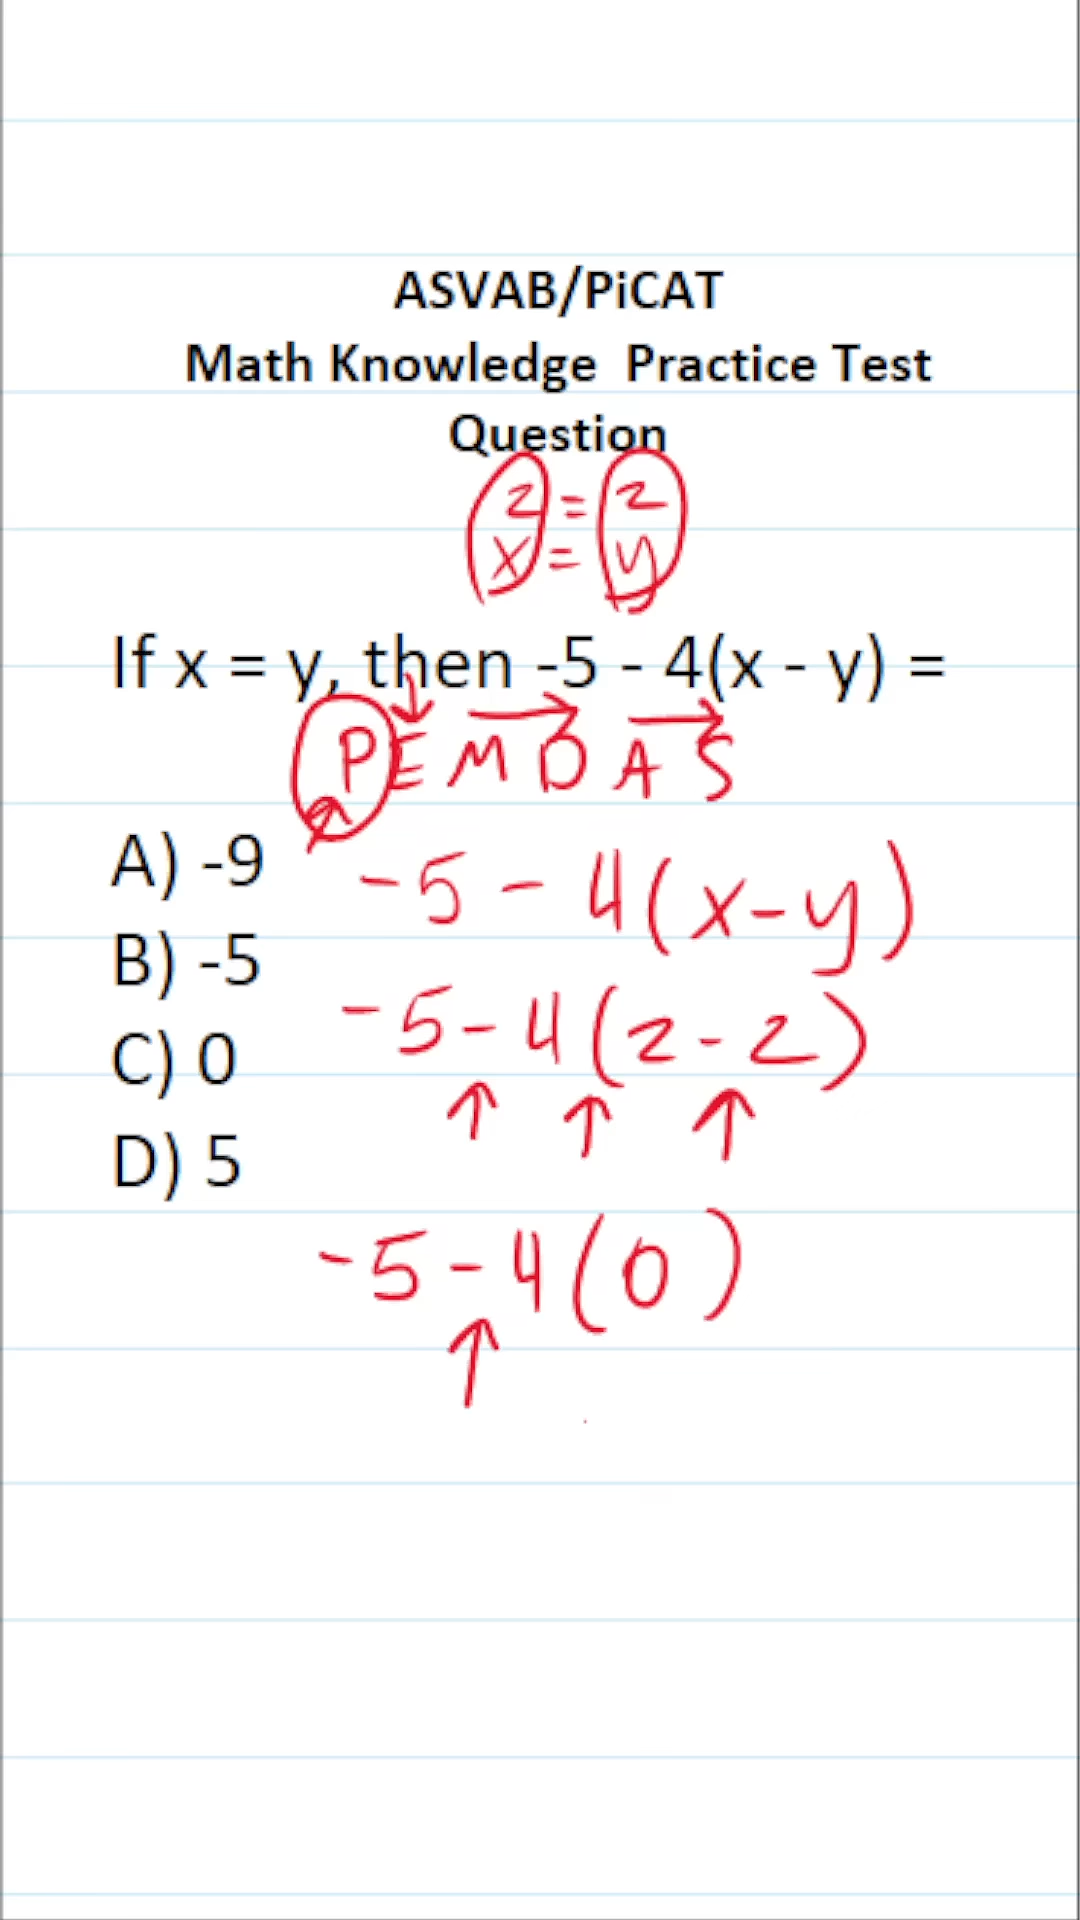 ASVAB/PiCAT
Math Knowledge Practice Test
Question
2 = 2
x = y
If x = y, then -5 - 4(x - y) =
PEMDAS
A) -9
-5 - 4(x-y)
B) -5
-5-4(2-2)
C) 0
D) 5
-5-4(0)